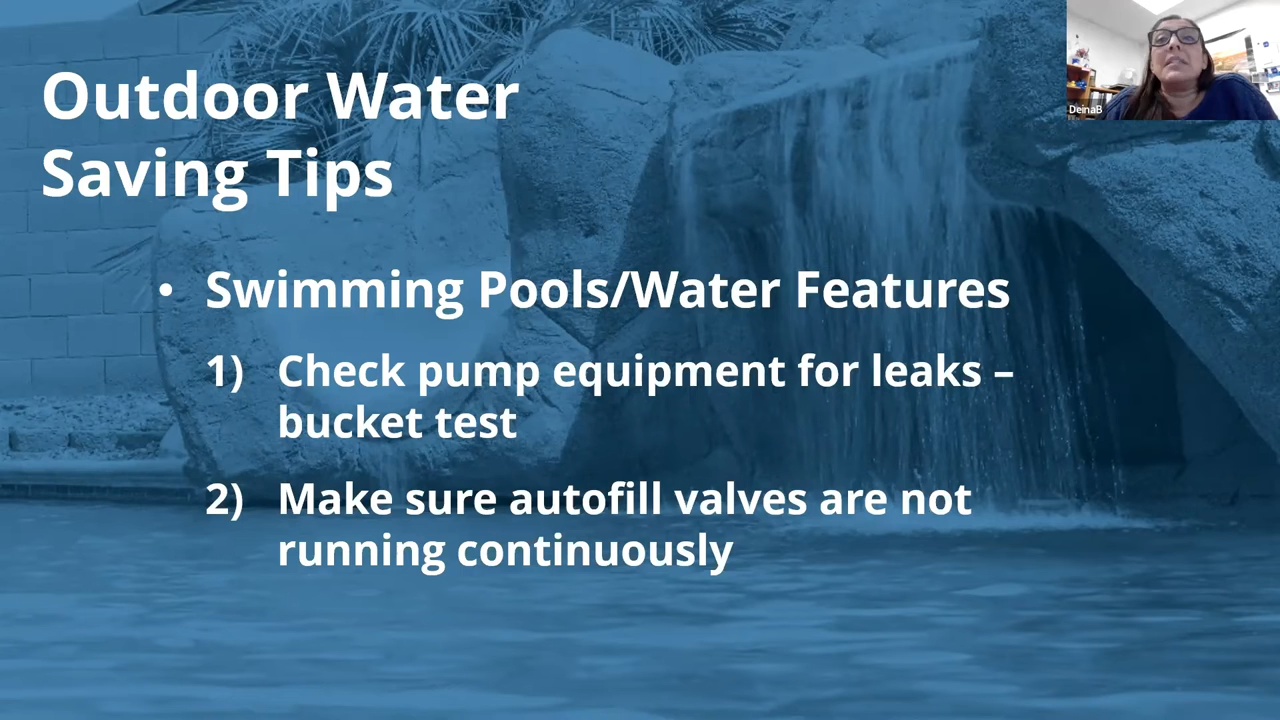 Outdoor Water
Saving Tips
DeinaB
• Swimming Pools/Water Features
1) Check pump equipment for leaks –
bucket test
2) Make sure autofill valves are not
running continuously